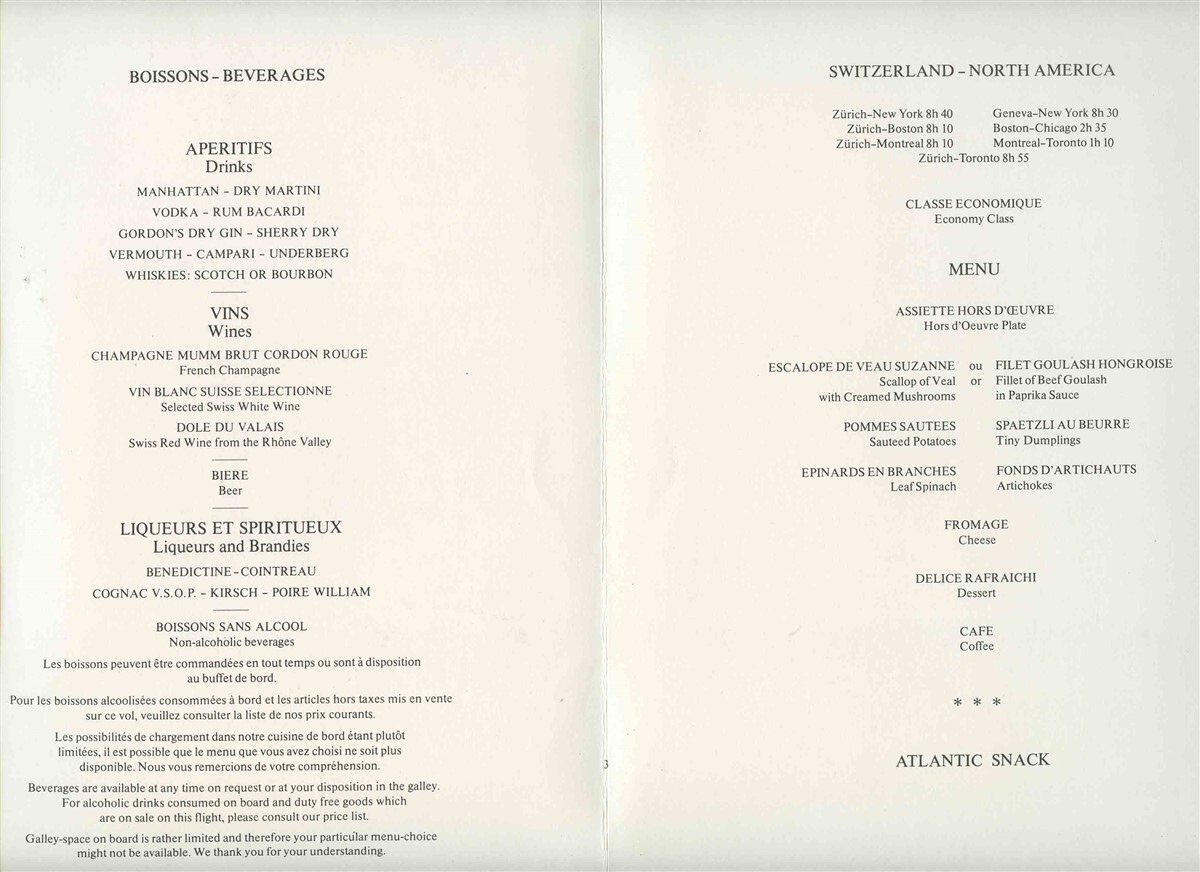 BOISSONS – BEVERAGES
APERITIFS
Drinks
MANHATTAN – DRY MARTINI
VODKA – RUM BACARDI
GORDON'S DRY GIN – SHERRY DRY
VERMOUTH – CAMPARI – UNDERBERG
WHISKIES: SCOTCH OR BOURBON
VINS
Wines
CHAMPAGNE MUMM BRUT CORDON ROUGE
French Champagne
VIN BLANC SUISSE SELECTIONNE
Selected Swiss White Wine
DOLE DU VALAIS
Swiss Red Wine from the Rhône Valley
BIERE
Beer
LIQUEURS ET SPIRITUEUX
Liqueurs and Brandies
BENEDICTINE – COINTREAU
COGNAC V.S.O.P. – KIRSCH – POIRE WILLIAM
BOISSONS SANS ALCOOL
Non-alcoholic beverages
Les boissons peuvent être commandées en tout temps ou sont à disposition
au buffet de bord.
Pour les boissons alcoolisées consommées à bord et les articles hors taxes mis en vente
sur ce vol, veuillez consulter la liste de nos prix courants.
Les possibilités de chargement dans notre cuisine de bord étant plutôt
limitées, il est possible que le menu que vous avez choisi ne soit plus
disponible. Nous vous remercions de votre compréhension.
Beverages are available at any time on request or at your disposition in the galley.
For alcoholic drinks consumed on board and duty free goods which
are on sale on this flight, please consult our price list.
Galley-space on board is rather limited and therefore your particular menu-choice
might not be available. We thank you for your understanding.
3
SWITZERLAND – NORTH AMERICA
Zürich–New York 8h 40 Geneva–New York 8h 30
Zürich–Boston 8h 10 Boston–Chicago 2h 35
Zürich–Montreal 8h 10 Montreal–Toronto 1h 10
Zürich–Toronto 8h 55
CLASSE ECONOMIQUE
Economy Class
MENU
ASSIETTE HORS D'ŒUVRE
Hors d'Oeuvre Plate
ESCALOPE DE VEAU SUZANNE ou FILET GOULASH HONGROISE
Scallop of Veal or Fillet of Beef Goulash
with Creamed Mushrooms in Paprika Sauce
POMMES SAUTEES SPAETZLI AU BEURRE
Sauteed Potatoes Tiny Dumplings
EPINARDS EN BRANCHES FONDS D'ARTICHAUTS
Leaf Spinach Artichokes
FROMAGE
Cheese
DELICE RAFRAICHI
Dessert
CAFE
Coffee
* * *
ATLANTIC SNACK